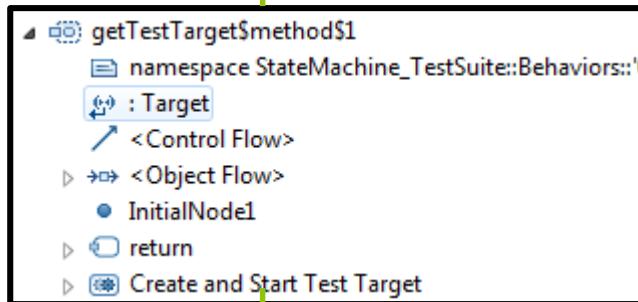 getTestTarget$method$1
namespace StateMachine_TestSuite::Behaviors::'
: Target
<Control Flow>
<Object Flow>
InitialNode1
return
Create and Start Test Target